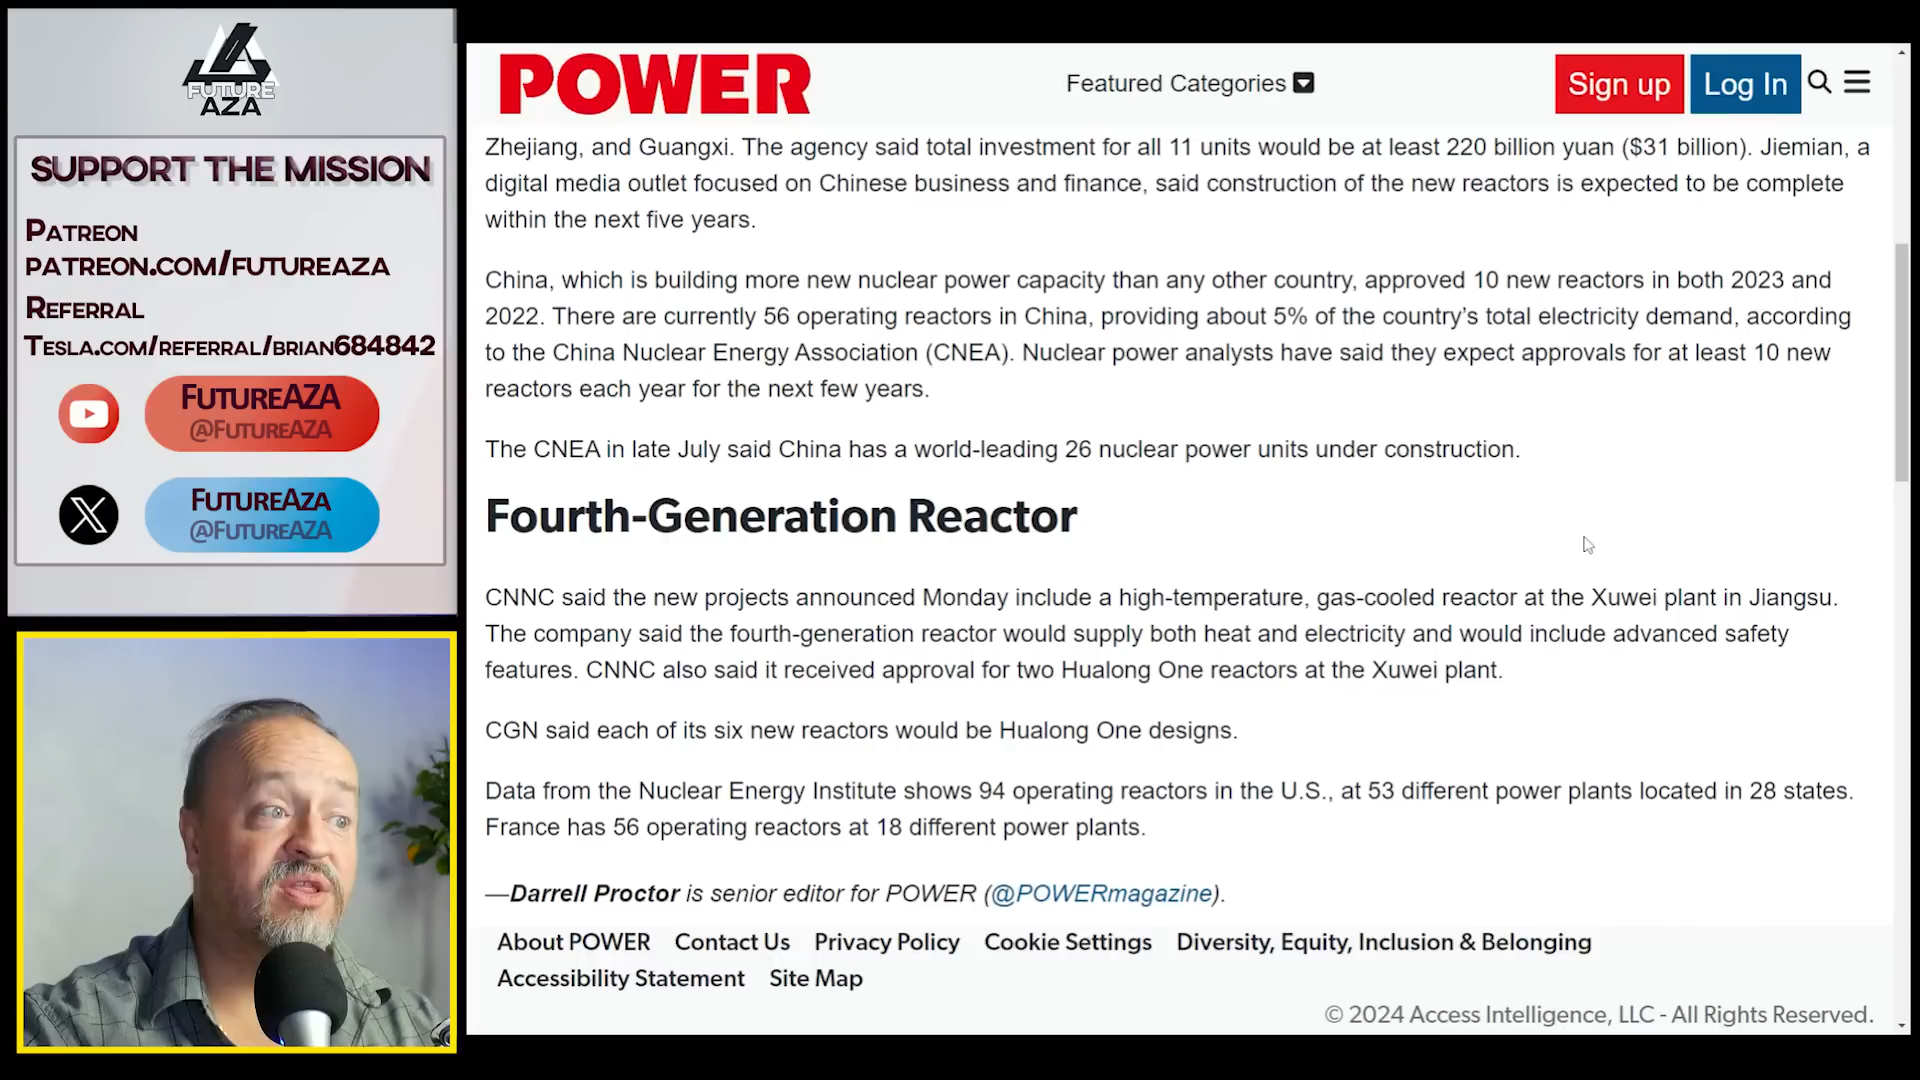 FUTURE
AZA
SUPPORT THE MISSION
PATREON
PATREON.COM/FUTUREAZA
REFERRAL
TESLA.COM/REFERRAL/BRIAN684842
FUTUREAZA
@FUTUREAZA
FUTUREAZA
@FUTUREAZA
POWER
Featured Categories
Sign up
Log In
Zhejiang, and Guangxi. The agency said total investment for all 11 units would be at least 220 billion yuan ($31 billion). Jiemian, a
digital media outlet focused on Chinese business and finance, said construction of the new reactors is expected to be complete
within the next five years.
China, which is building more new nuclear power capacity than any other country, approved 10 new reactors in both 2023 and
2022. There are currently 56 operating reactors in China, providing about 5% of the country's total electricity demand, according
to the China Nuclear Energy Association (CNEA). Nuclear power analysts have said they expect approvals for at least 10 new
reactors each year for the next few years.
The CNEA in late July said China has a world-leading 26 nuclear power units under construction.
Fourth-Generation Reactor
CNNC said the new projects announced Monday include a high-temperature, gas-cooled reactor at the Xuwei plant in Jiangsu.
The company said the fourth-generation reactor would supply both heat and electricity and would include advanced safety
features. CNNC also said it received approval for two Hualong One reactors at the Xuwei plant.
CGN said each of its six new reactors would be Hualong One designs.
Data from the Nuclear Energy Institute shows 94 operating reactors in the U.S., at 53 different power plants located in 28 states.
France has 56 operating reactors at 18 different power plants.
—Darrell Proctor is senior editor for POWER (@POWERmagazine).
About POWER Contact Us Privacy Policy Cookie Settings Diversity, Equity, Inclusion & Belonging
Accessibility Statement Site Map
© 2024 Access Intelligence, LLC - All Rights Reserved.